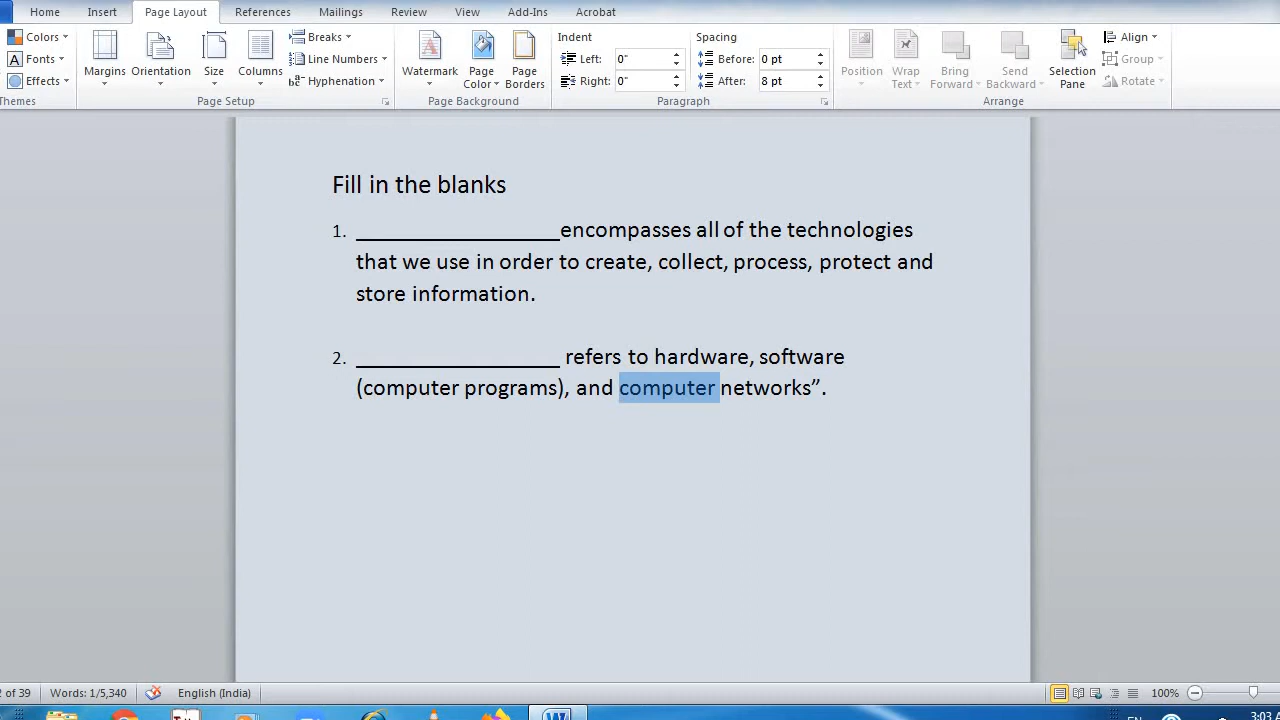 Home Insert Page Layout References Mailings Review View Add-Ins Acrobat
Colors Breaks Indent Spacing Align
Fonts Line Numbers Left: 0" Before: 0 pt Group
Margins Orientation Size Columns Watermark Page Color Page Borders Position Wrap Text Bring Forward Send Backward Selection Pane
Effects Hyphenation Right: 0" After: 8 pt Rotate
Themes Page Setup Page Background Paragraph Arrange
Fill in the blanks
1. _________________encompasses all of the technologies
that we use in order to create, collect, process, protect and
store information.
2. _________________ refers to hardware, software
(computer programs), and computer networks”.
of 39 Words: 1/5,340 English (India) 100%
EN